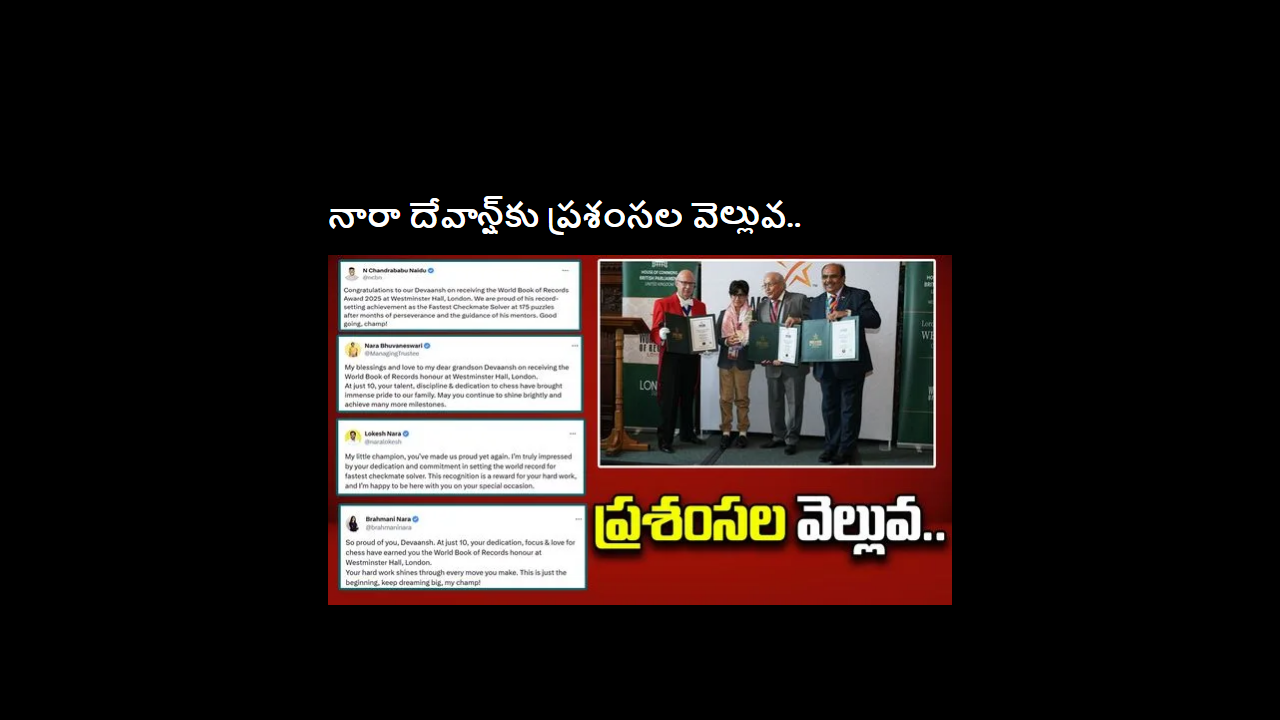 నారా దేవాన్ష్‌కు ప్రశంసల వెల్లువ..
N Chandrababu Naidu
@ncbn
Congratulations to our Devaansh on receiving the World Book of Records
Award 2025 at Westminster Hall, London. We are proud of his record-
setting achievement as the Fastest Checkmate Solver at 175 puzzles
after months of perseverance and the guidance of his mentors. Good
going, champ!
Nara Bhuvaneswari
@ManagingTrustee
My blessings and love to my dear grandson Devaansh on receiving the
World Book of Records honour at Westminster Hall, London.
At just 10, your talent, discipline & dedication to chess have brought
immense pride to our family. May you continue to shine brightly and
achieve many more milestones.
Lokesh Nara
@naralokesh
My little champion, you've made us proud yet again. I'm truly impressed
by your dedication and commitment in setting the world record for
fastest checkmate solver. This recognition is a reward for your hard work,
and I'm happy to be here with you on your special occasion.
Brahmani Nara
@brahmaninara
So proud of you, Devaansh. At just 10, your dedication, focus & love for
chess have earned you the World Book of Records honour at
Westminster Hall, London.
Your hard work shines through every move you make. This is just the
beginning, keep dreaming big, my champ!
HOUSE OF COMMONS
BRITISH PARLIAMENT
UNITED KINGDOM
ప్రశంసల వెల్లువ..